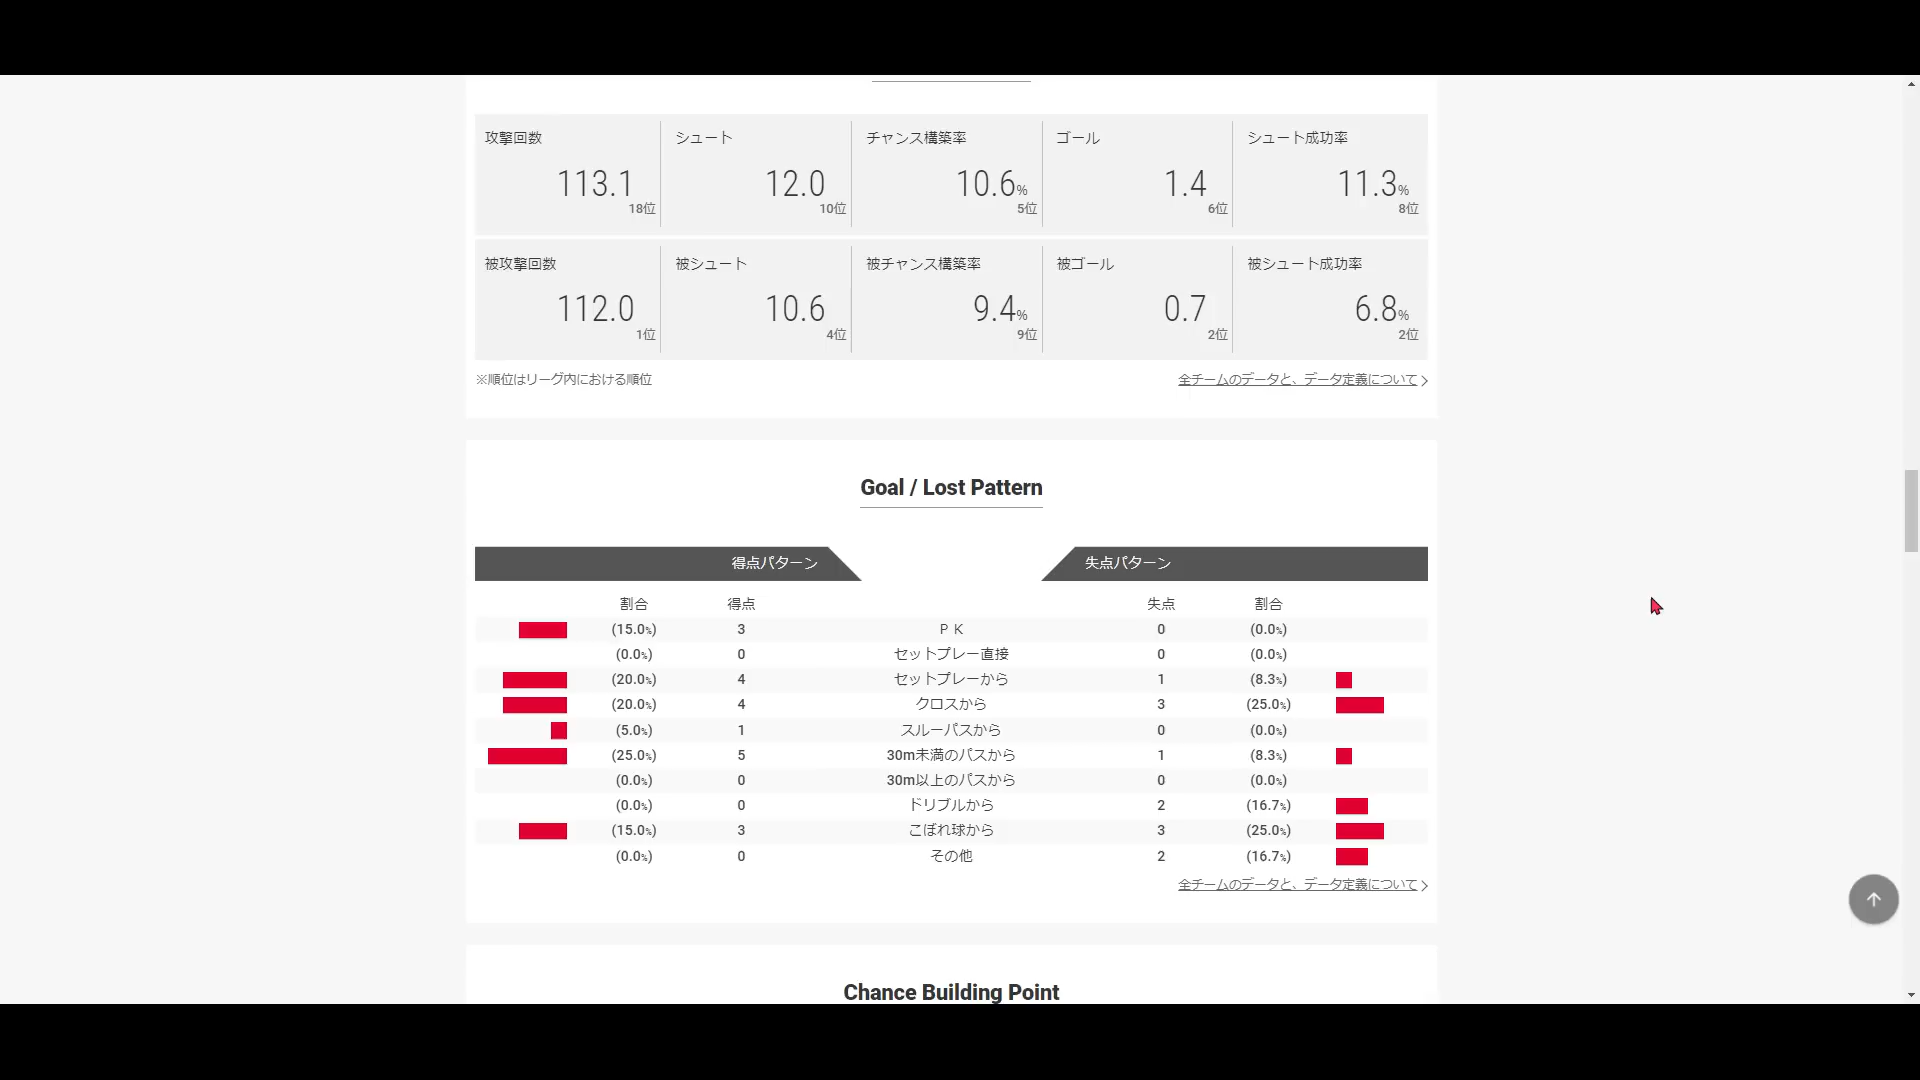 攻撃回数 シュート チャンス構築率 ゴール シュート成功率
113.1 12.0 10.6% 1.4 11.3%
18位 10位 5位 6位 8位
被攻撃回数 被シュート 被チャンス構築率 被ゴール 被シュート成功率
112.0 10.6 9.4% 0.7 6.8%
1位 4位 9位 2位 2位
※順位はリーグ内における順位 全チームのデータと、データ定義について
Goal / Lost Pattern
得点パターン 失点パターン
割合 得点 失点 割合
(15.0%) 3 ＰＫ 0 (0.0%)
(0.0%) 0 セットプレー直接 0 (0.0%)
(20.0%) 4 セットプレーから 1 (8.3%)
(20.0%) 4 クロスから 3 (25.0%)
(5.0%) 1 スルーパスから 0 (0.0%)
(25.0%) 5 30m未満のパスから 1 (8.3%)
(0.0%) 0 30m以上のパスから 0 (0.0%)
(0.0%) 0 ドリブルから 2 (16.7%)
(15.0%) 3 こぼれ球から 3 (25.0%)
(0.0%) 0 その他 2 (16.7%)
全チームのデータと、データ定義について
Chance Building Point